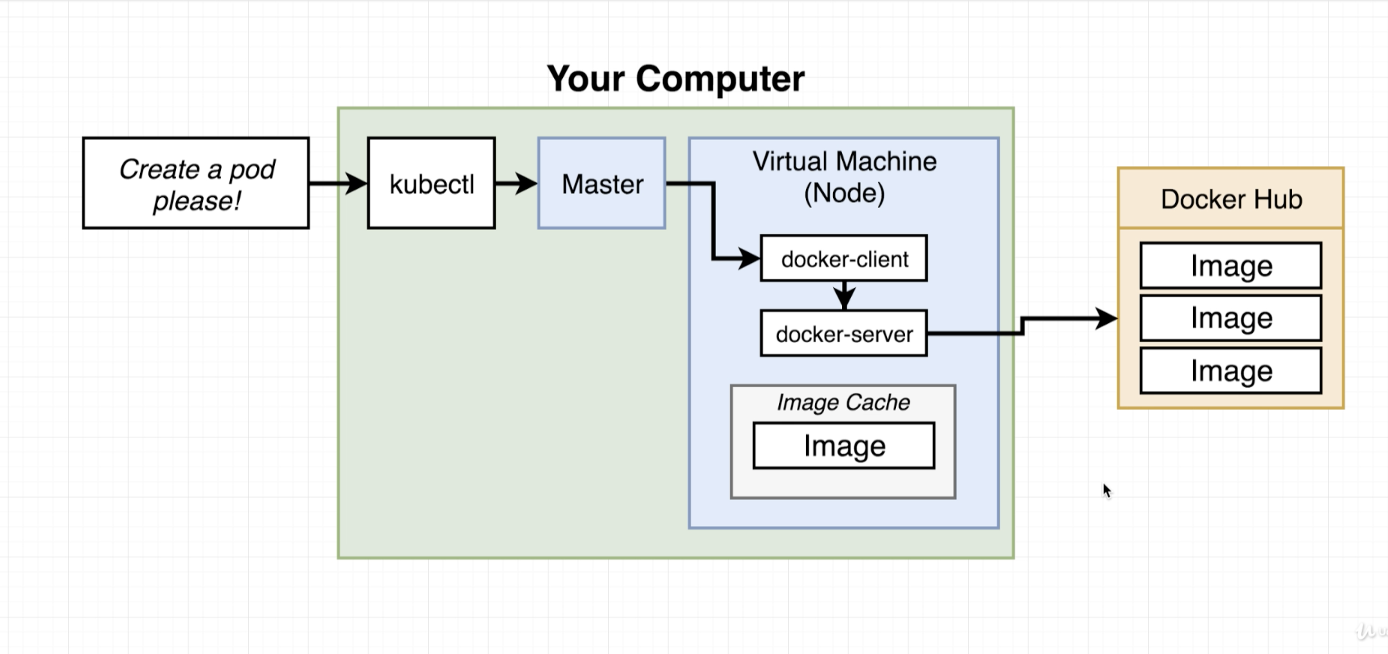 Your Computer
Create a pod
please!
kubectl
Master
Virtual Machine
(Node)
docker-client
docker-server
Image Cache
Image
Docker Hub
Image
Image
Image